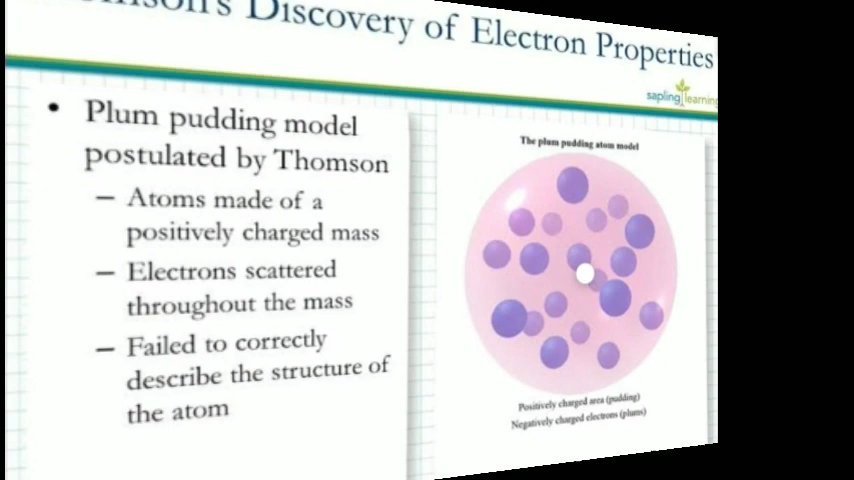 Discovery of Electron Properties
sapling learning
• Plum pudding model
postulated by Thomson
– Atoms made of a
positively charged mass
– Electrons scattered
throughout the mass
– Failed to correctly
describe the structure of
the atom
The plum pudding atom model
Positively charged area (pudding)
Negatively charged electrons (plums)